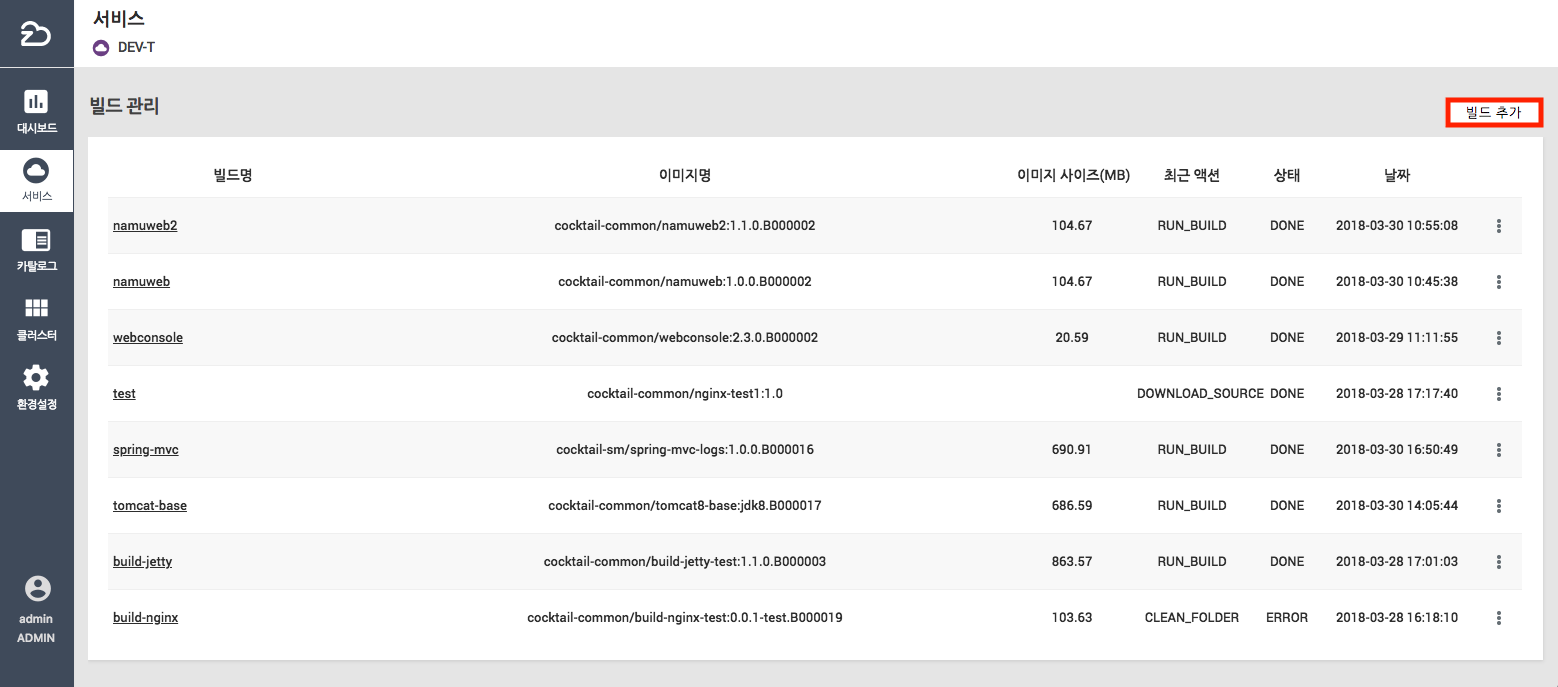 서비스
DEV-T
대시보드
서비스
카탈로그
클러스터
환경설정
admin
ADMIN
빌드 관리
빌드 추가
빌드명 이미지명 이미지 사이즈(MB) 최근 액션 상태 날짜
namuweb2 cocktail-common/namuweb2:1.1.0.B000002 104.67 RUN_BUILD DONE 2018-03-30 10:55:08
namuweb cocktail-common/namuweb:1.0.0.B000002 104.67 RUN_BUILD DONE 2018-03-30 10:45:38
webconsole cocktail-common/webconsole:2.3.0.B000002 20.59 RUN_BUILD DONE 2018-03-29 11:11:55
test cocktail-common/nginx-test1:1.0 DOWNLOAD_SOURCE DONE 2018-03-28 17:17:40
spring-mvc cocktail-sm/spring-mvc-logs:1.0.0.B000016 690.91 RUN_BUILD DONE 2018-03-30 16:50:49
tomcat-base cocktail-common/tomcat8-base:jdk8.B000017 686.59 RUN_BUILD DONE 2018-03-30 14:05:44
build-jetty cocktail-common/build-jetty-test:1.1.0.B000003 863.57 RUN_BUILD DONE 2018-03-28 17:01:03
build-nginx cocktail-common/build-nginx-test:0.0.1-test.B000019 103.63 CLEAN_FOLDER ERROR 2018-03-28 16:18:10